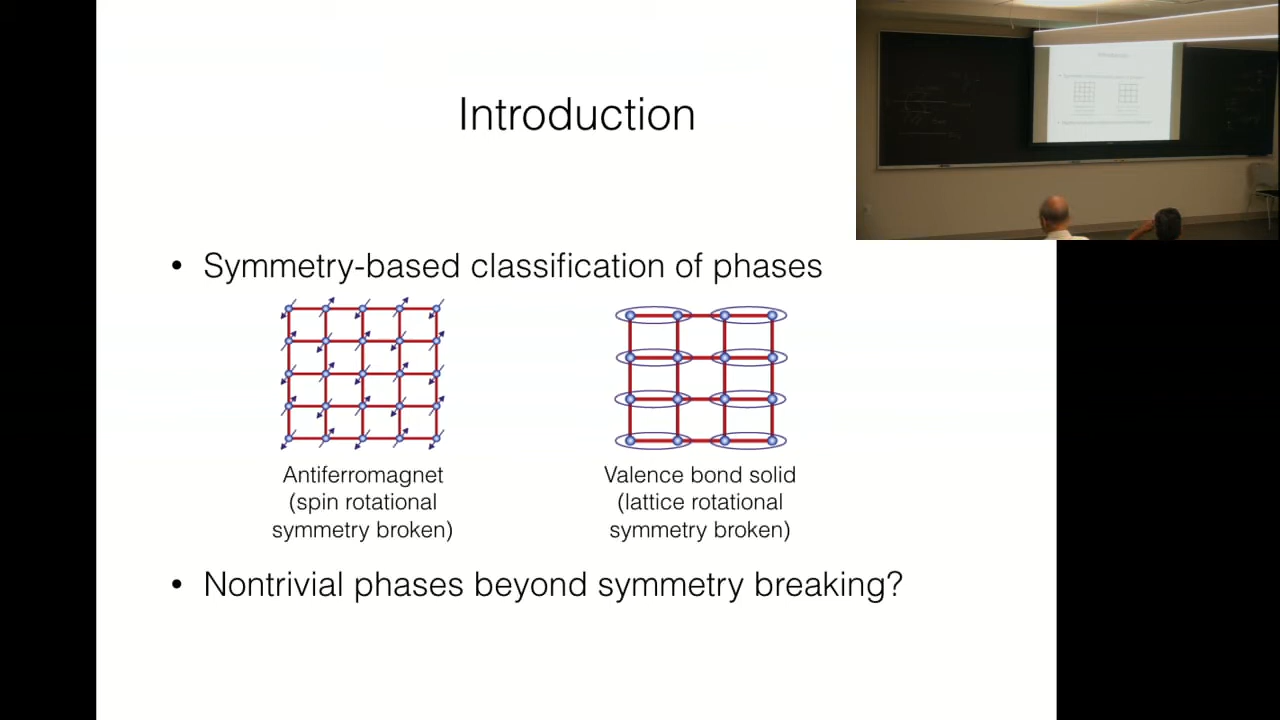 Introduction
• Symmetry-based classification of phases
Antiferromagnet
(spin rotational
symmetry broken)
Valence bond solid
(lattice rotational
symmetry broken)
• Nontrivial phases beyond symmetry breaking?